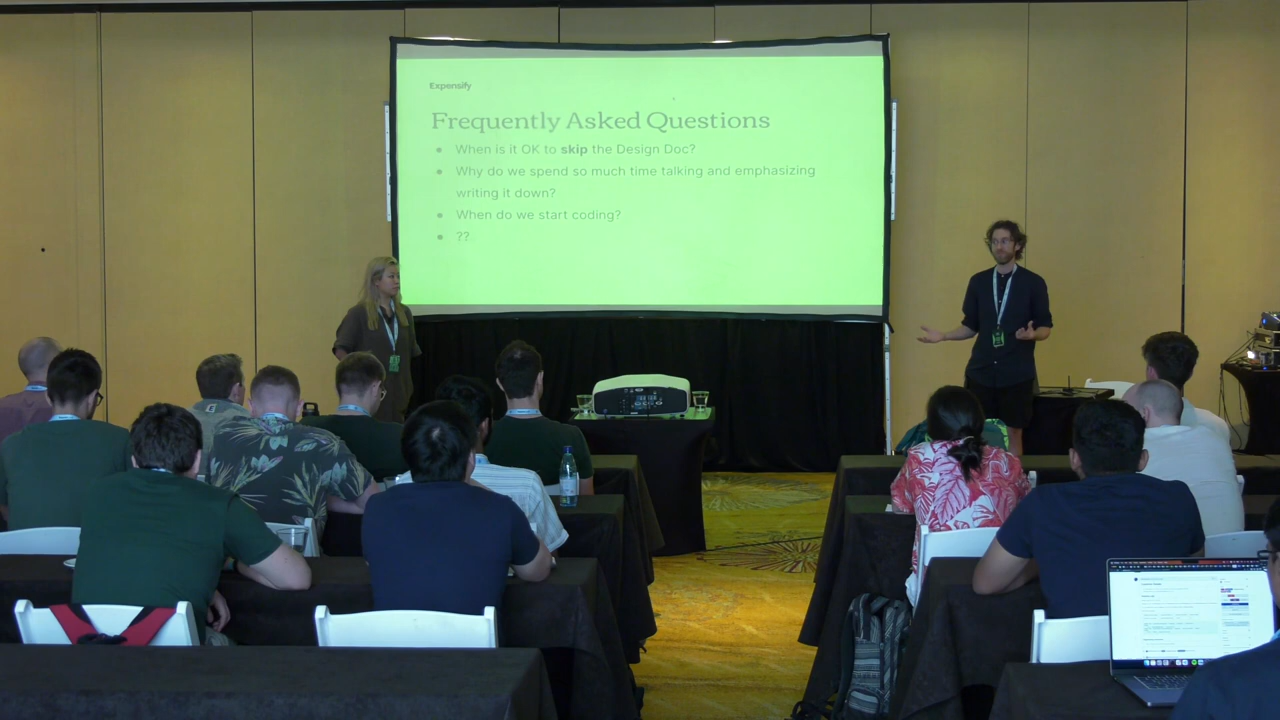 Expensify
Frequently Asked Questions
● When is it OK to skip the Design Doc?
● Why do we spend so much time talking and emphasizing
writing it down?
● When do we start coding?
● ??